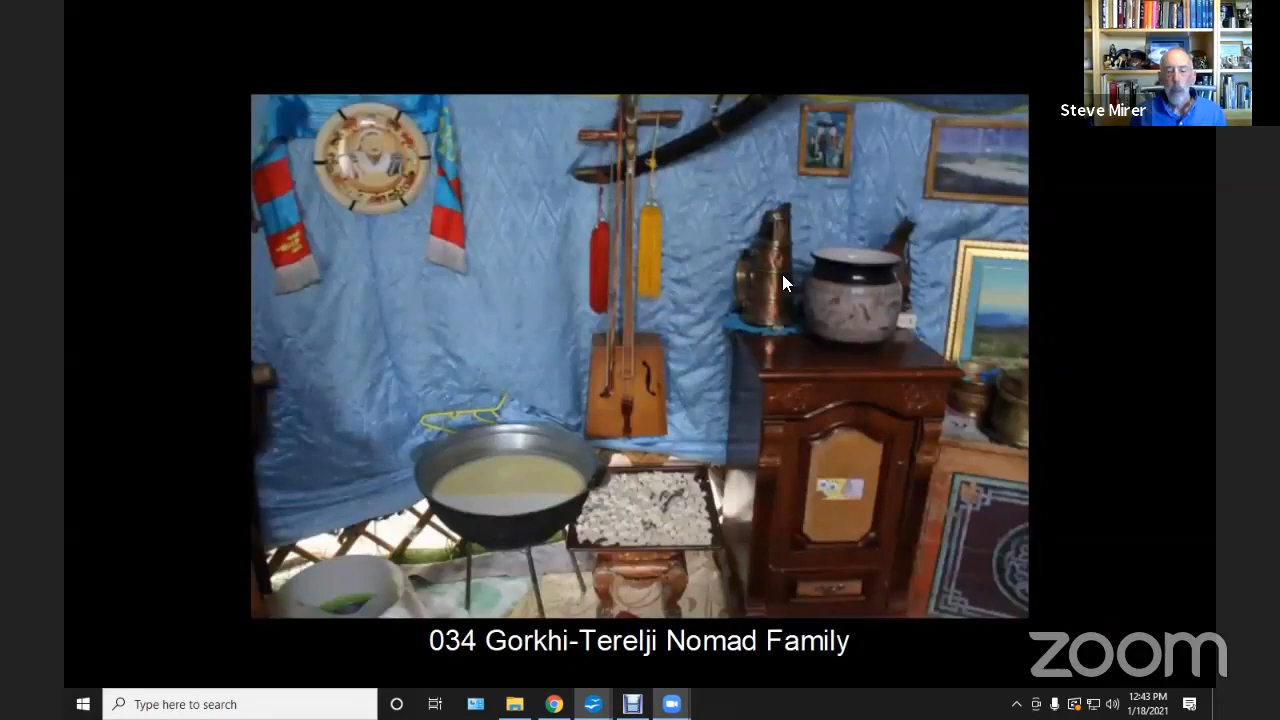 Steve Mirer
034 Gorkhi-Terelji Nomad Family
zoom
Type here to search
12:43 PM
1/18/2021